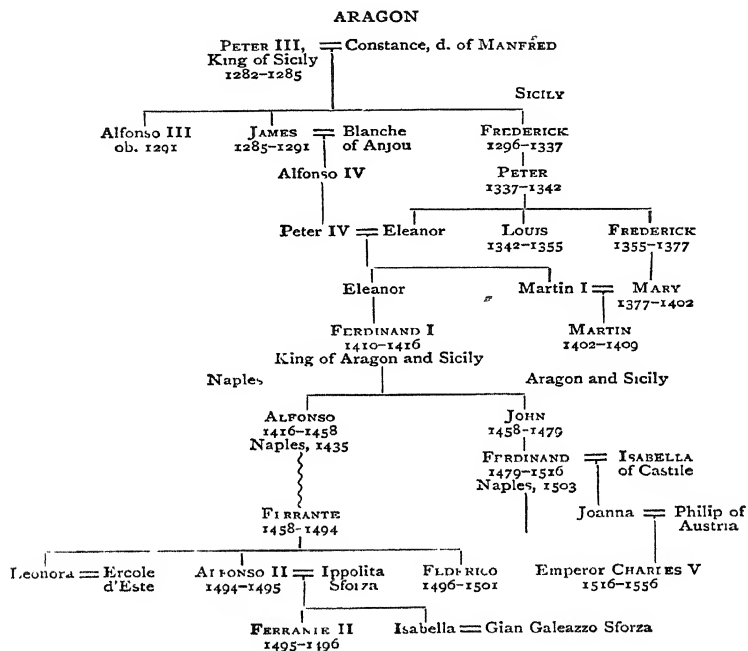 ARAGON
PETER III, = Constance, d. of MANFRED
King of Sicily
1282–1285
SICILY
Alfonso III JAMES = Blanche FREDERICK
ob. 1291 1285–1291 of Anjou 1296–1337
Alfonso IV PETER
1337–1342
Peter IV = Eleanor LOUIS FREDERICK
1342–1355 1355–1377
Eleanor Martin I = MARY
1377–1402
FERDINAND I MARTIN
1410–1416 1402–1409
King of Aragon and Sicily
Naples Aragon and Sicily
ALFONSO JOHN
1416–1458 1458–1479
Naples, 1435 FERDINAND = ISABELLA
1479–1516 of Castile
Naples, 1503
FIRRANTE Joanna = Philip of
1458–1494 Austria
Leonora = Ercole ALFONSO II = Ippolita FEDERICO Emperor CHARLES V
d'Este 1494–1495 Sforza 1496–1501 1516–1556
FERRANTE II Isabella = Gian Galeazzo Sforza
1495–1496